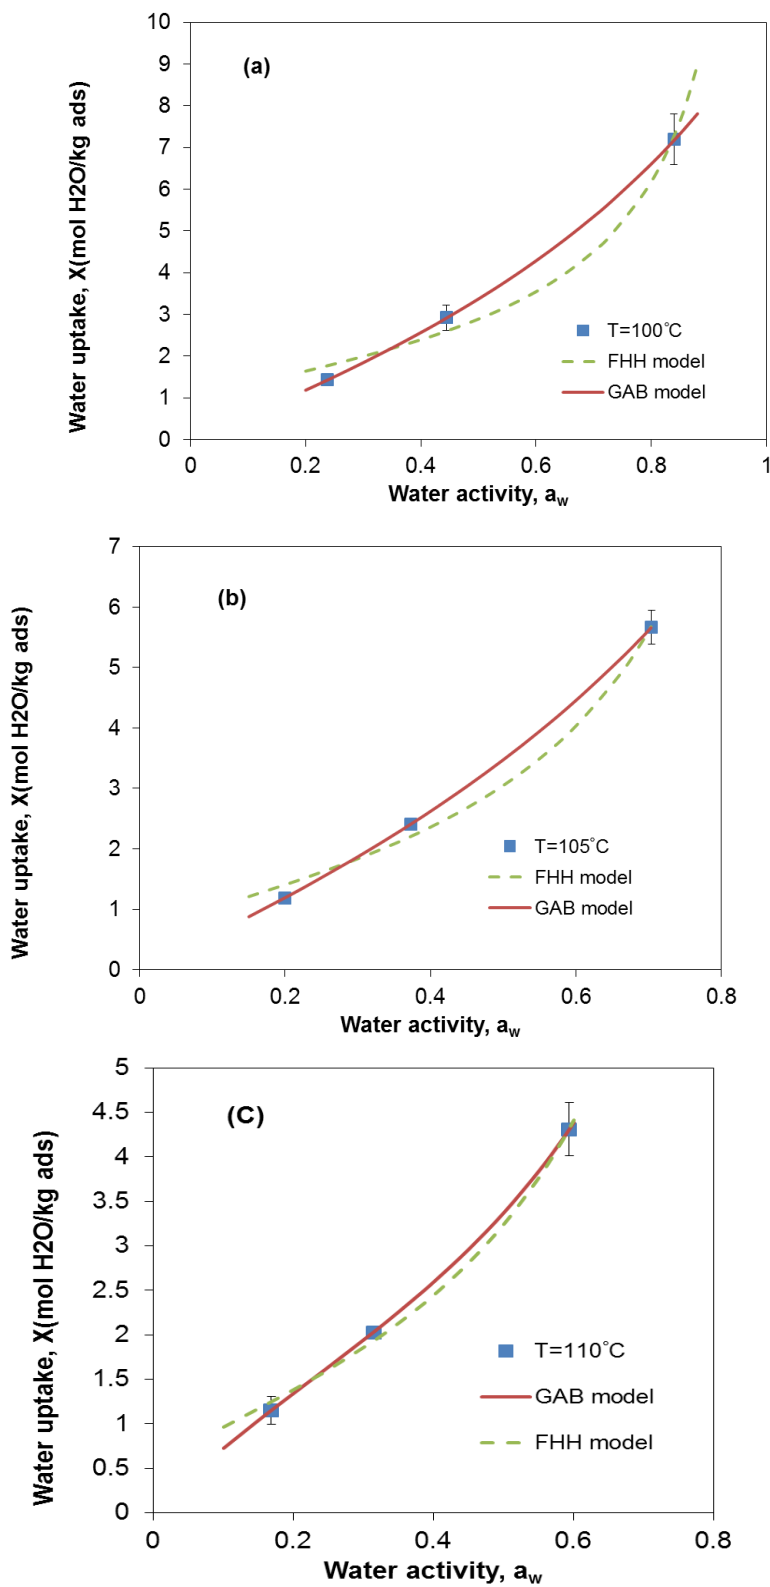 10
9
8
7
6
5
4
3
2
1
0
Water uptake, X(mol H2O/kg ads)
(a)
T=100°C
FHH model
GAB model
0 0.2 0.4 0.6 0.8 1
Water activity, aw
7
6
5
4
3
2
1
0
Water uptake, X(mol H2O/kg ads)
(b)
T=105°C
FHH model
GAB model
0 0.2 0.4 0.6 0.8
Water activity, aw
5
4.5
4
3.5
3
2.5
2
1.5
1
0.5
0
Water uptake, X(mol H2O/kg ads)
(C)
T=110°C
GAB model
FHH model
0 0.2 0.4 0.6 0.8
Water activity, aw